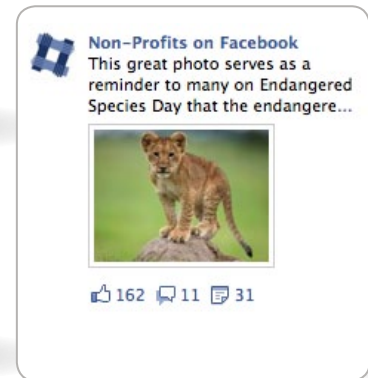 Non-Profits on Facebook
This great photo serves as a
reminder to many on Endangered
Species Day that the endangere...
162 11 31